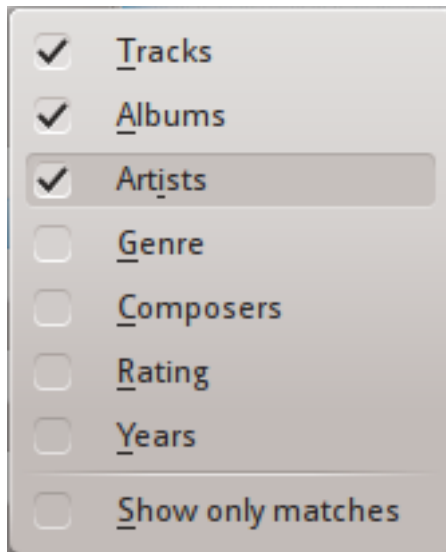 Tracks
Albums
Artists
Genre
Composers
Rating
Years
Show only matches